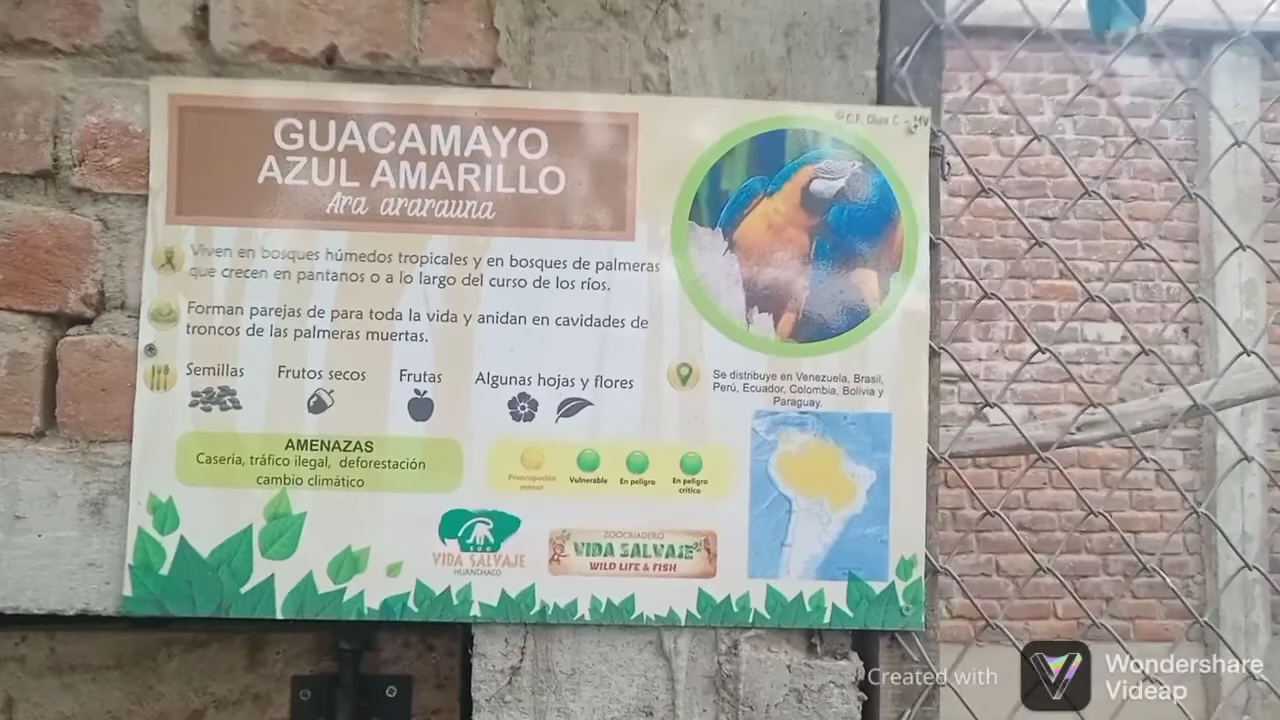 GUACAMAYO
AZUL AMARILLO
Ara ararauna
Viven en bosques húmedos tropicales y en bosques de palmeras
que crecen en pantanos o a lo largo del curso de los ríos.
Forman parejas de para toda la vida y anidan en cavidades de
troncos de las palmeras muertas.
Semillas
Frutos secos
Frutas
Algunas hojas y flores
Se distribuye en Venezuela, Brasil,
Perú, Ecuador, Colombia, Bolivia y
Paraguay.
AMENAZAS
Casería, tráfico ilegal, deforestación
cambio climático
Preocupación
menor
Vulnerable
En peligro
En peligro
crítico
ZOO
VIDA SALVAJE
HUANCHACO
ZOOCRIADERO
VIDA SALVAJE
WILD LIFE & FISH
Created with
Wondershare
Videap